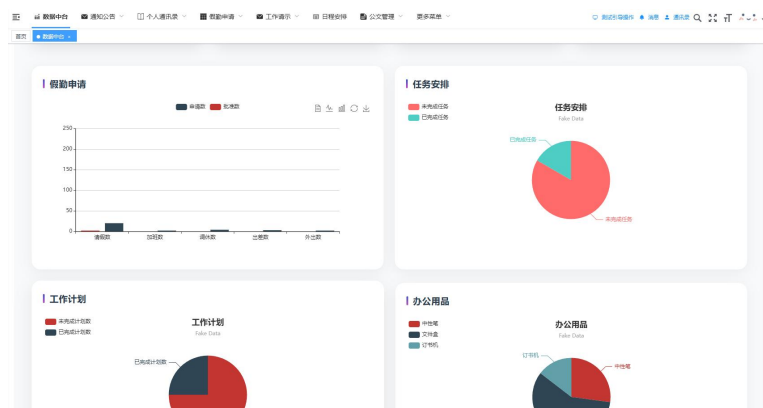 数据中台 通知公告 个人通讯录 假勤申请 工作请示 日程安排 公文管理 更多菜单 测试引导操作 消息 通讯录 TT
首页 数据中台 ×
假勤申请
申请数 批准数
250
200
150
100
50
0
请假数 加班数 调休数 出差数 外出数
任务安排
未完成任务
已完成任务
任务安排
Fake Data
已完成任务
未完成任务
工作计划
未完成计划数
已完成计划数
工作计划
Fake Data
已完成计划数
办公用品
中性笔
文件盒
订书机
办公用品
Fake Data
订书机
中性笔